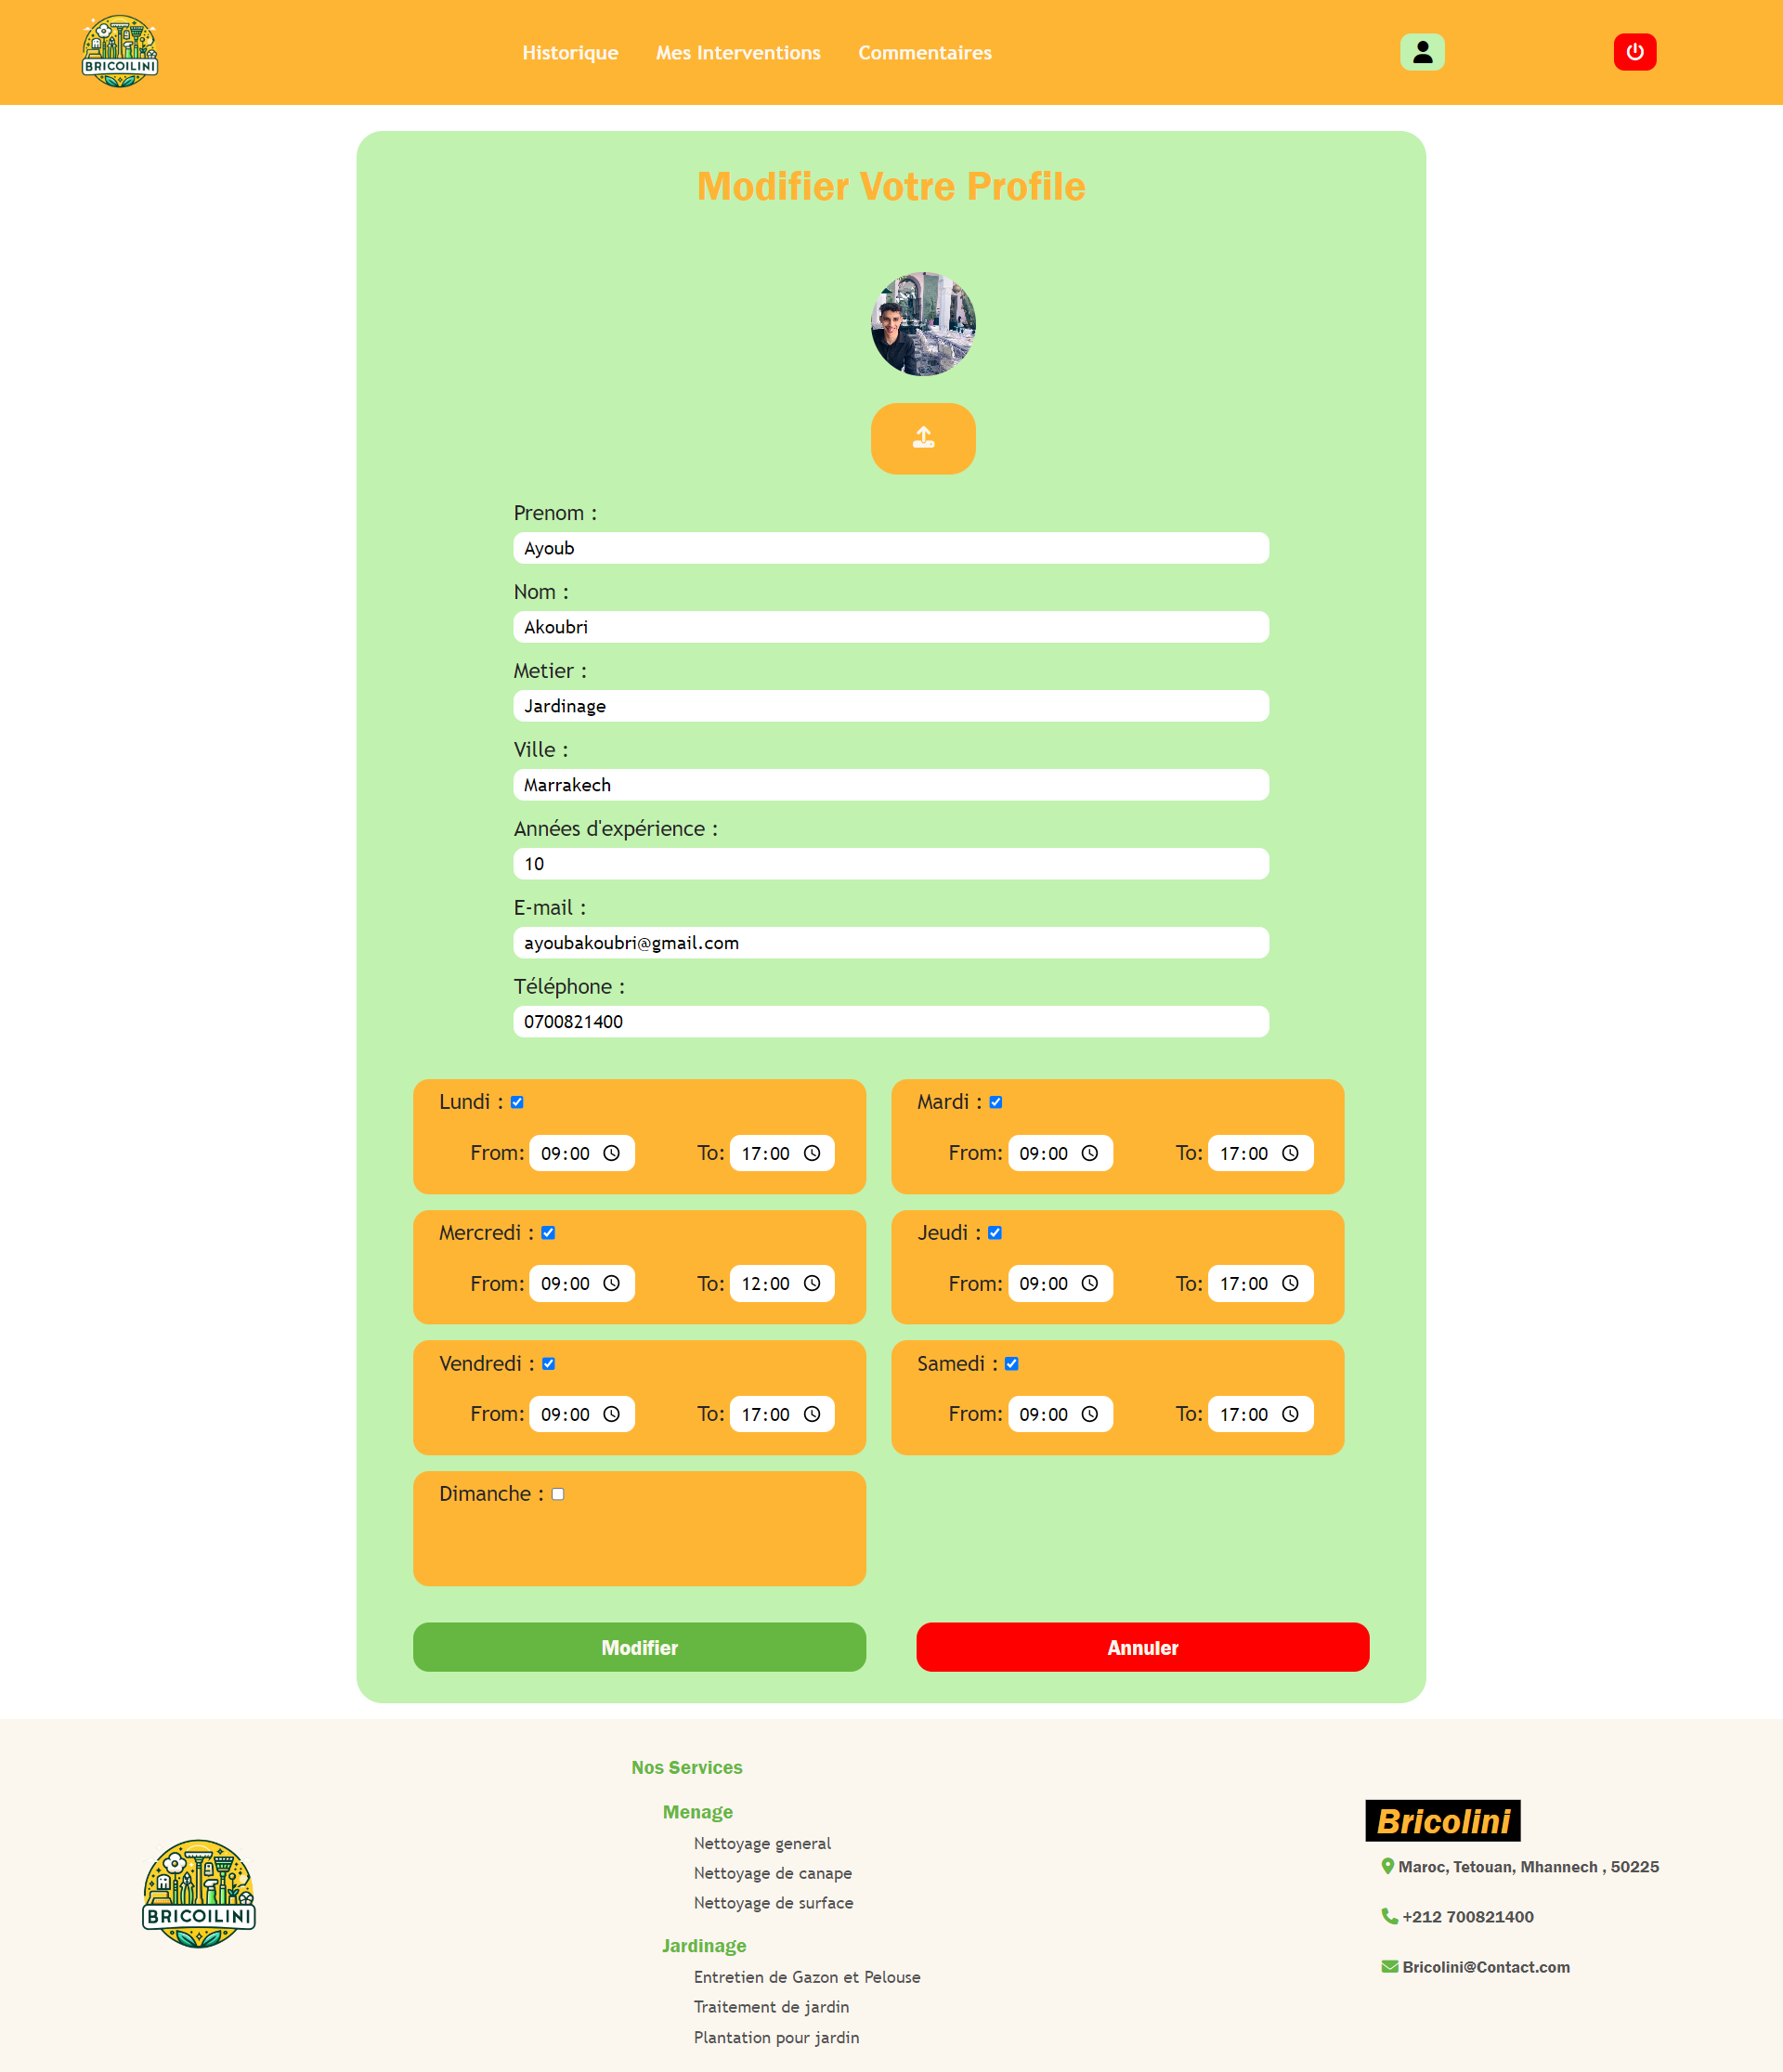 BRICOILINI
Historique Mes Interventions Commentaires
Modifier Votre Profile
Prenom :
Ayoub
Nom :
Akoubri
Metier :
Jardinage
Ville :
Marrakech
Années d'expérience :
10
E-mail :
ayoubakoubri@gmail.com
Téléphone :
0700821400
Lundi :
From: 09:00 To: 17:00
Mardi :
From: 09:00 To: 17:00
Mercredi :
From: 09:00 To: 12:00
Jeudi :
From: 09:00 To: 17:00
Vendredi :
From: 09:00 To: 17:00
Samedi :
From: 09:00 To: 17:00
Dimanche :
Modifier Annuler
BRICOILINI
Nos Services
Menage
Nettoyage general
Nettoyage de canape
Nettoyage de surface
Jardinage
Entretien de Gazon et Pelouse
Traitement de jardin
Plantation pour jardin
Bricolini
Maroc, Tetouan, Mhannech , 50225
+212 700821400
Bricolini@Contact.com